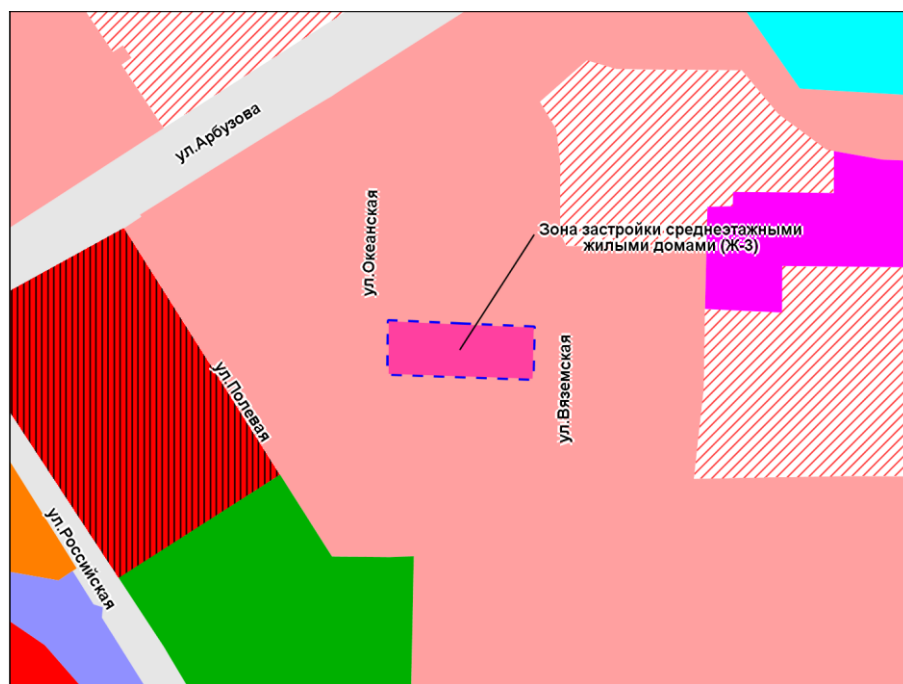 ул.Арбузова
ул.Океанская
Зона застройки среднеэтажными
жилыми домами (Ж-3)
ул.Полевая
ул.Вяземская
ул.Российская